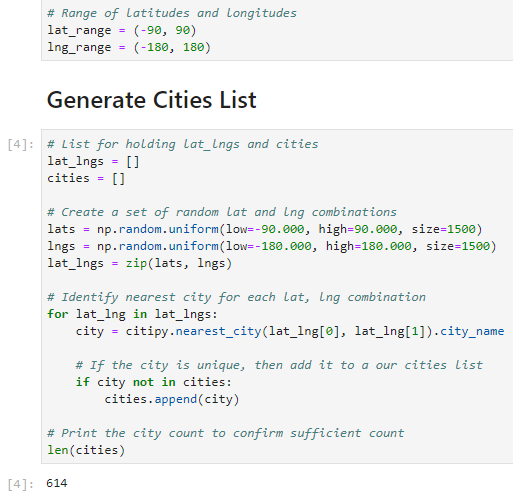 # Range of latitudes and longitudes
lat_range = (-90, 90)
lng_range = (-180, 180)
Generate Cities List
[4]: # List for holding lat_lngs and cities
lat_lngs = []
cities = []
# Create a set of random lat and lng combinations
lats = np.random.uniform(low=-90.000, high=90.000, size=1500)
lngs = np.random.uniform(low=-180.000, high=180.000, size=1500)
lat_lngs = zip(lats, lngs)
# Identify nearest city for each lat, lng combination
for lat_lng in lat_lngs:
    city = citipy.nearest_city(lat_lng[0], lat_lng[1]).city_name
    # If the city is unique, then add it to a our cities list
    if city not in cities:
        cities.append(city)
# Print the city count to confirm sufficient count
len(cities)
[4]: 614